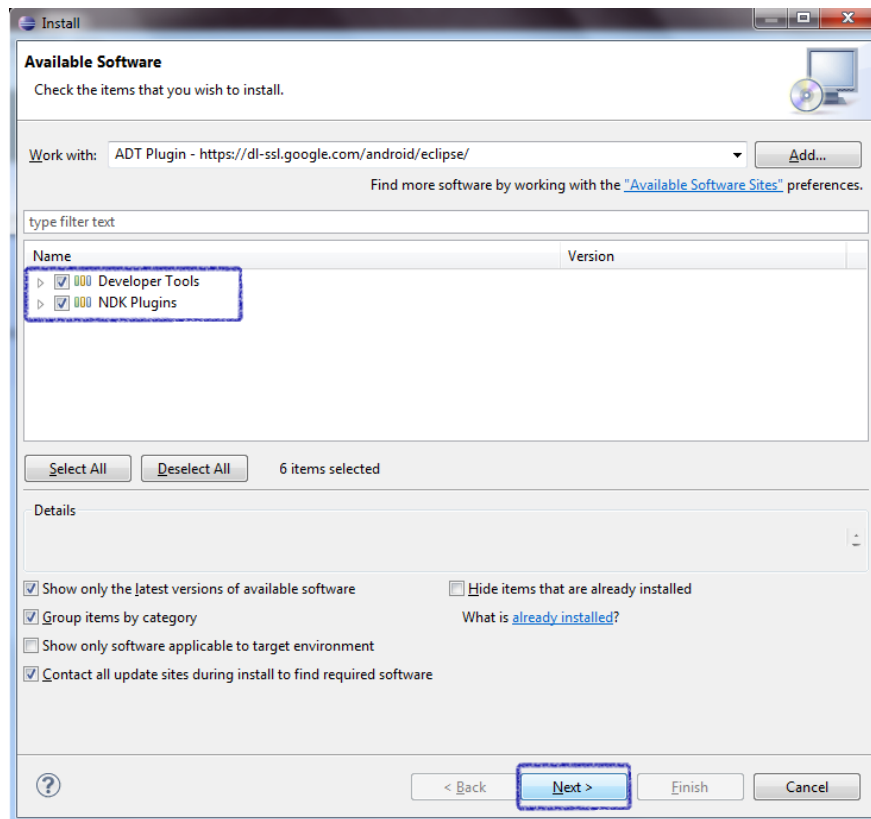 Install
Available Software
Check the items that you wish to install.
Work with: ADT Plugin - https://dl-ssl.google.com/android/eclipse/ Add...
Find more software by working with the "Available Software Sites" preferences.
type filter text
Name Version
Developer Tools
NDK Plugins
Select All Deselect All 6 items selected
Details
Show only the latest versions of available software Hide items that are already installed
Group items by category What is already installed?
Show only software applicable to target environment
Contact all update sites during install to find required software
? < Back Next > Finish Cancel